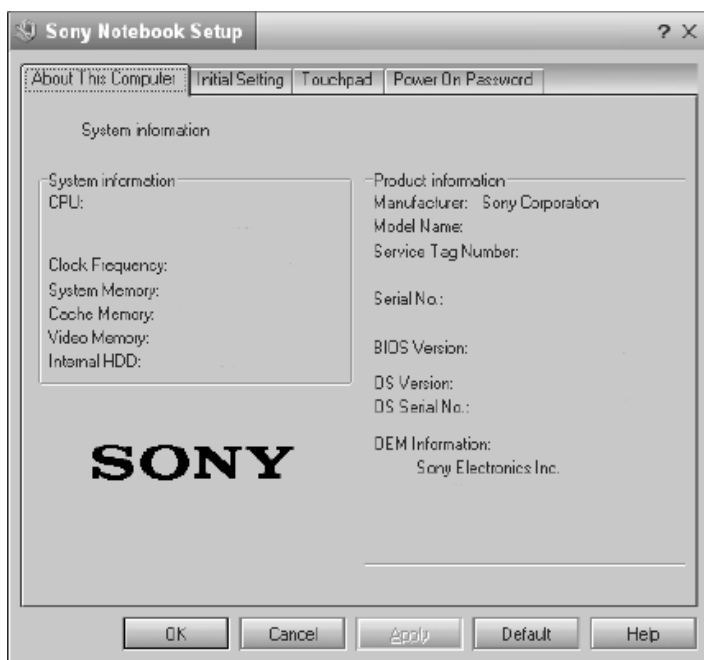 Sony Notebook Setup
? X
About This Computer
Initial Setting
Touchpad
Power On Password
System information
System information
CPU:
Clock Frequency:
System Memory:
Cache Memory:
Video Memory:
Internal HDD:
Product information
Manufacturer: Sony Corporation
Model Name:
Service Tag Number:
Serial No.:
BIOS Version:
OS Version:
OS Serial No.:
OEM Information:
Sony Electronics Inc.
SONY
OK
Cancel
Apply
Default
Help